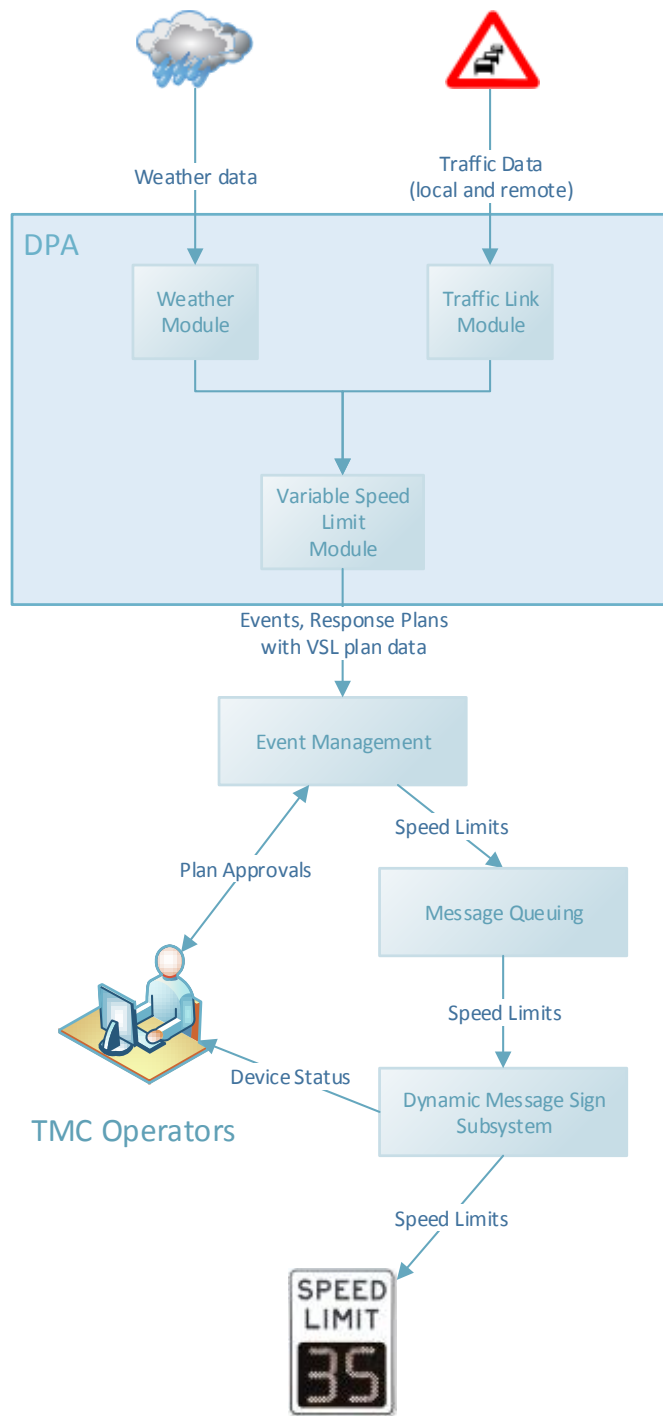 Weather data
Traffic Data
(local and remote)
DPA
Weather
Module
Traffic Link
Module
Variable Speed
Limit
Module
Events, Response Plans
with VSL plan data
Event Management
Speed Limits
Plan Approvals
Message Queuing
Speed Limits
Device Status
Dynamic Message Sign
Subsystem
TMC Operators
Speed Limits
SPEED
LIMIT
35